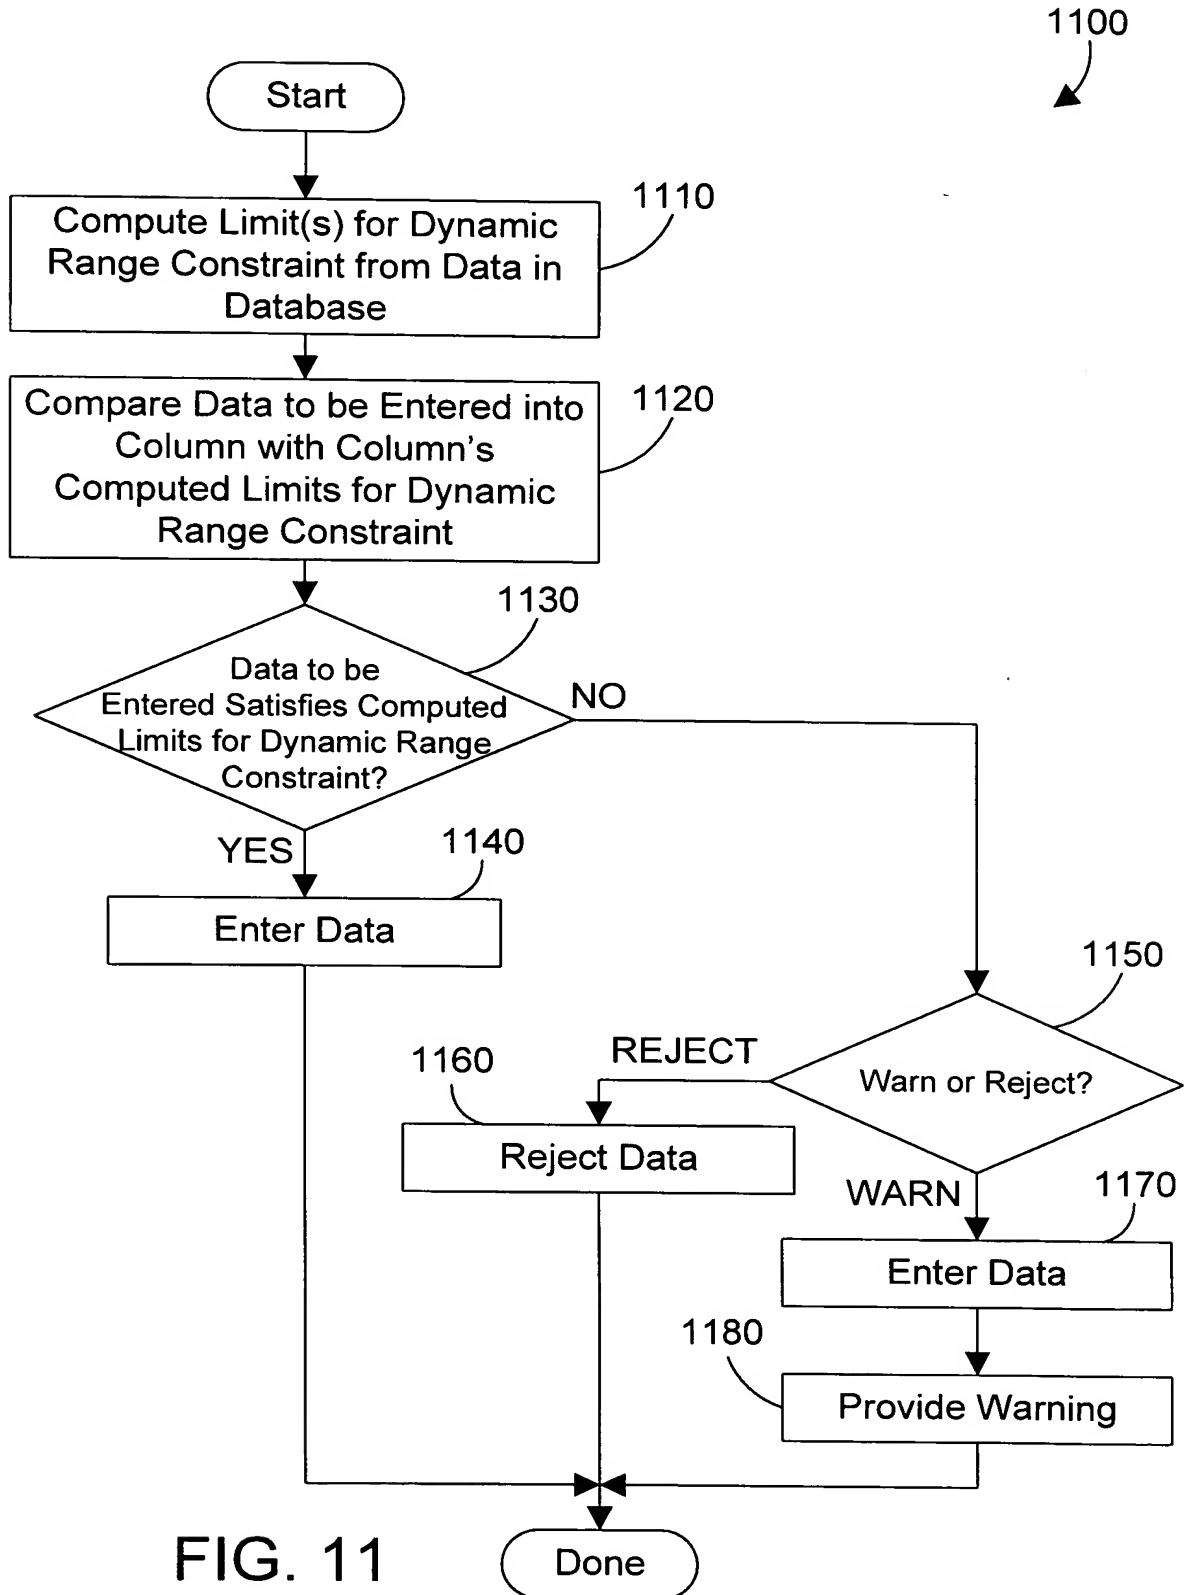 1100
Start
1110
Compute Limit(s) for Dynamic
Range Constraint from Data in
Database
1120
Compare Data to be Entered into
Column with Column's
Computed Limits for Dynamic
Range Constraint
1130
Data to be
Entered Satisfies Computed
Limits for Dynamic Range
Constraint?
NO
YES
1140
Enter Data
1150
Warn or Reject?
REJECT
1160
Reject Data
WARN
1170
Enter Data
1180
Provide Warning
Done
FIG. 11